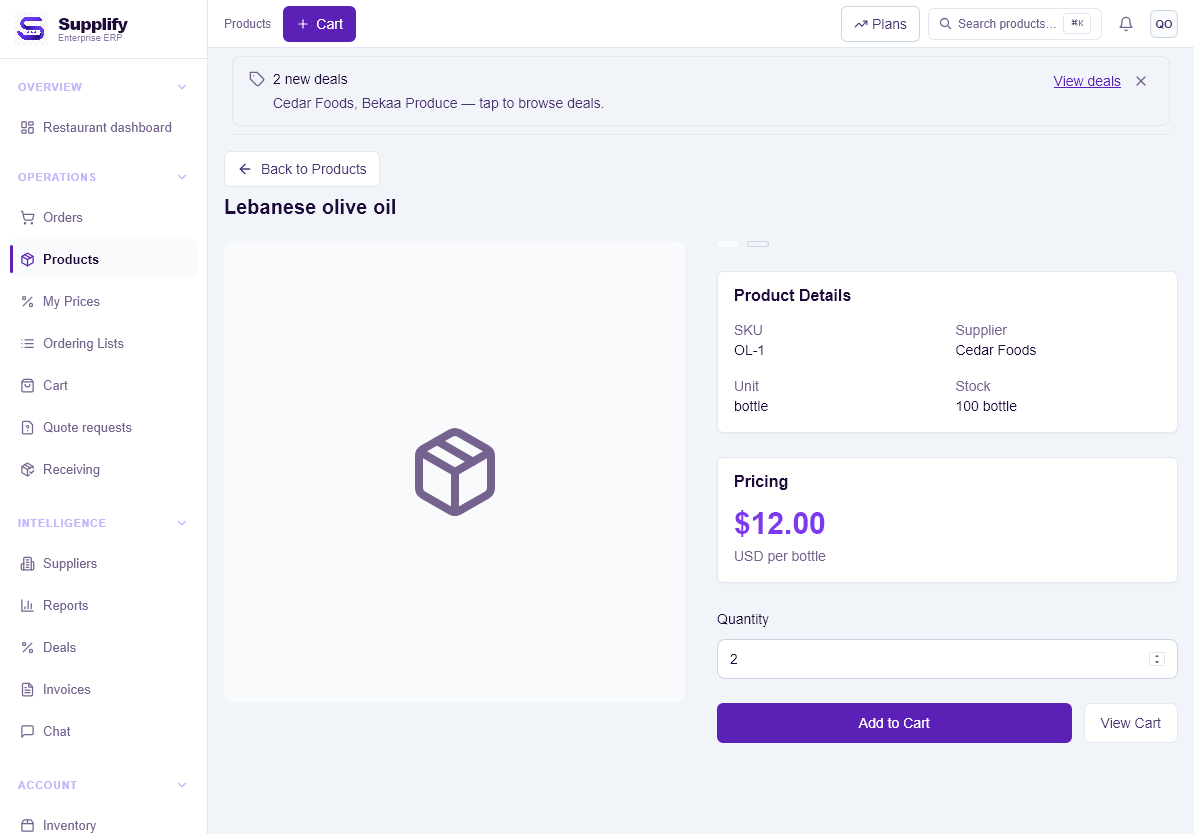 Supplify
Enterprise ERP
OVERVIEW
Restaurant dashboard
OPERATIONS
Orders
Products
My Prices
Ordering Lists
Cart
Quote requests
Receiving
INTELLIGENCE
Suppliers
Reports
Deals
Invoices
Chat
ACCOUNT
Inventory
Products
Cart
Plans
Search products…
⌘K
QO
2 new deals
Cedar Foods, Bekaa Produce — tap to browse deals.
View deals
Back to Products
Lebanese olive oil
Product Details
SKU
OL-1
Supplier
Cedar Foods
Unit
bottle
Stock
100 bottle
Pricing
$12.00
USD per bottle
Quantity
2
Add to Cart
View Cart